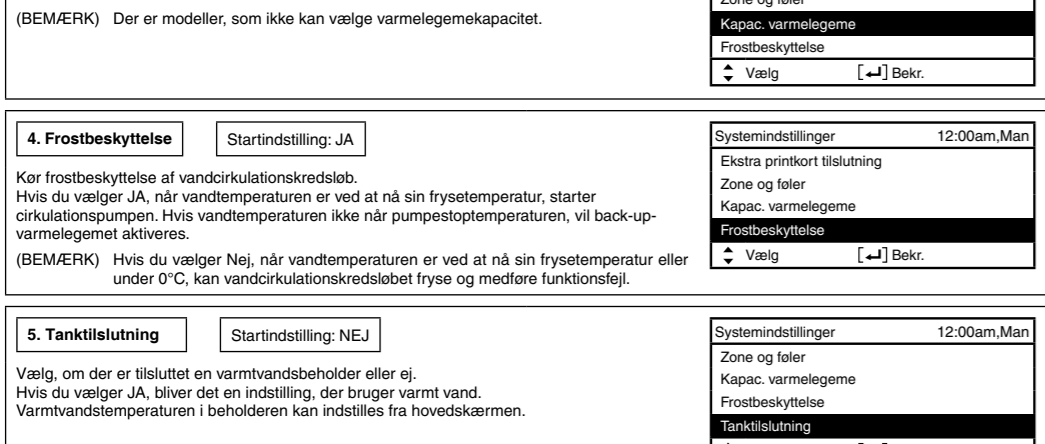 (BEMÆRK) Der er modeller, som ikke kan vælge varmelegemekapacitet.
Zone og føler
Kapac. varmelegeme
Frostbeskyttelse
Vælg [↵] Bekr.
4. Frostbeskyttelse Startindstilling: JA
Kør frostbeskyttelse af vandcirkulationskredsløb.
Hvis du vælger JA, når vandtemperaturen er ved at nå sin frysetemperatur, starter
cirkulationspumpen. Hvis vandtemperaturen ikke når pumpestoptemperaturen, vil back-up-
varmelegemet aktiveres.
(BEMÆRK) Hvis du vælger Nej, når vandtemperaturen er ved at nå sin frysetemperatur eller
under 0°C, kan vandcirkulationskredsløbet fryse og medføre funktionsfejl.
Systemindstillinger 12:00am,Man
Ekstra printkort tilslutning
Zone og føler
Kapac. varmelegeme
Frostbeskyttelse
Vælg [↵] Bekr.
5. Tanktilslutning Startindstilling: NEJ
Vælg, om der er tilsluttet en varmtvandsbeholder eller ej.
Hvis du vælger JA, bliver det en indstilling, der bruger varmt vand.
Varmtvandstemperaturen i beholderen kan indstilles fra hovedskærmen.
Systemindstillinger 12:00am,Man
Zone og føler
Kapac. varmelegeme
Frostbeskyttelse
Tanktilslutning